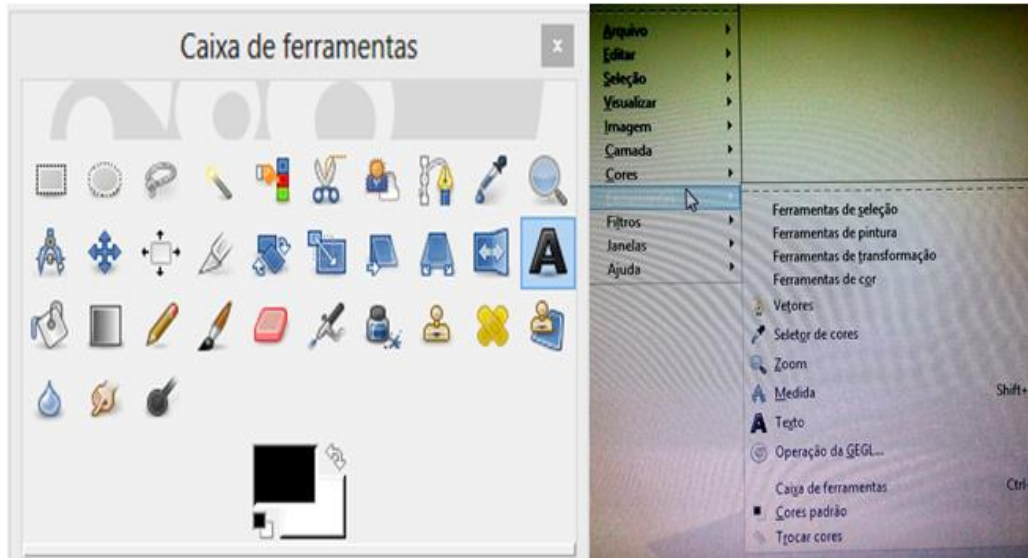 Caixa de ferramentas
x
A
Arquivo
Editar
Seleção
Visualizar
Imagem
Camada
Cores
Filtros
Janelas
Ajuda
Ferramentas de seleção
Ferramentas de pintura
Ferramentas de transformação
Ferramentas de cor
Vetores
Seletor de cores
Zoom
Medida Shift+
A Texto
Operação da GEGL...
Caixa de ferramentas Ctrl+
Cores padrão
Trocar cores